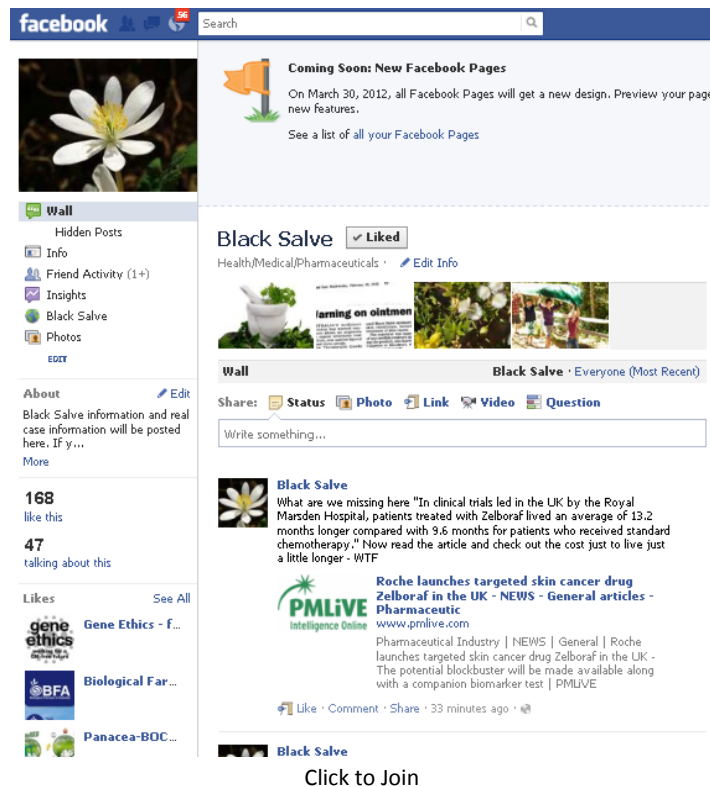 facebook
56
Search
Coming Soon: New Facebook Pages
On March 30, 2012, all Facebook Pages will get a new design. Preview your page
new features.
See a list of all your Facebook Pages
Wall
Hidden Posts
Info
Friend Activity (1+)
Insights
Black Salve
Photos
EDIT
About
Edit
Black Salve information and real
case information will be posted
here. If y...
More
168
like this
47
talking about this
Likes
See All
gene
ethics
Gene Ethics - f...
BFA
Biological Far...
Panacea-BOC...
Black Salve
Liked
Health/Medical/Pharmaceuticals ·
Edit Info
arning on ointmen
Wall
Black Salve · Everyone (Most Recent)
Share: Status Photo Link Video Question
Write something...
Black Salve
What are we missing here "In clinical trials led in the UK by the Royal
Marsden Hospital, patients treated with Zelboraf lived an average of 13.2
months longer compared with 9.6 months for patients who received standard
chemotherapy." Now read the article and check out the cost just to live just
a little longer - WTF
PMLiVE
Intelligence Online
Roche launches targeted skin cancer drug
Zelboraf in the UK - NEWS - General articles -
Pharmaceutic
www.pmlive.com
Pharmaceutical Industry | NEWS | General | Roche
launches targeted skin cancer drug Zelboraf in the UK -
The potential blockbuster will be made available along
with a companion biomarker test | PMLiVE
Like · Comment · Share · 33 minutes ago ·
Black Salve
Click to Join